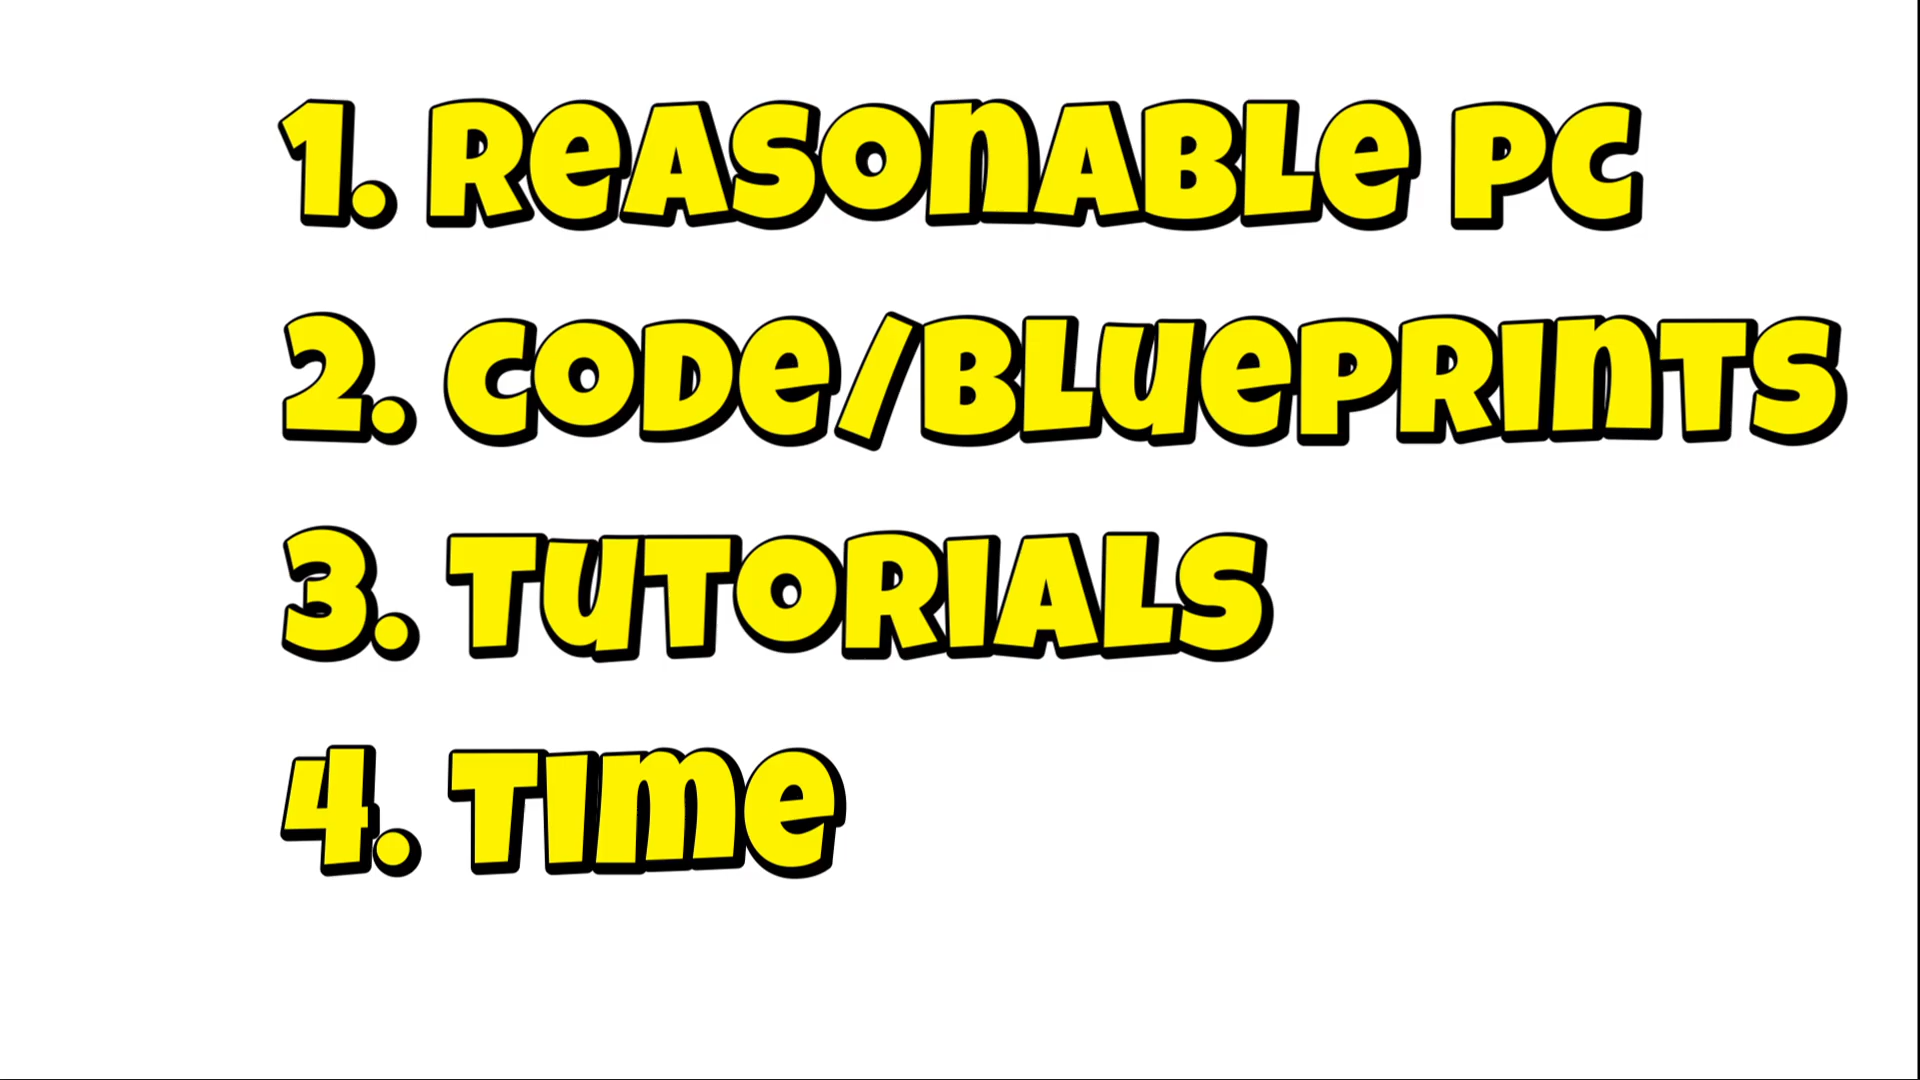 1. Reasonable PC
2. Code/Blueprints
3. Tutorials
4. Time